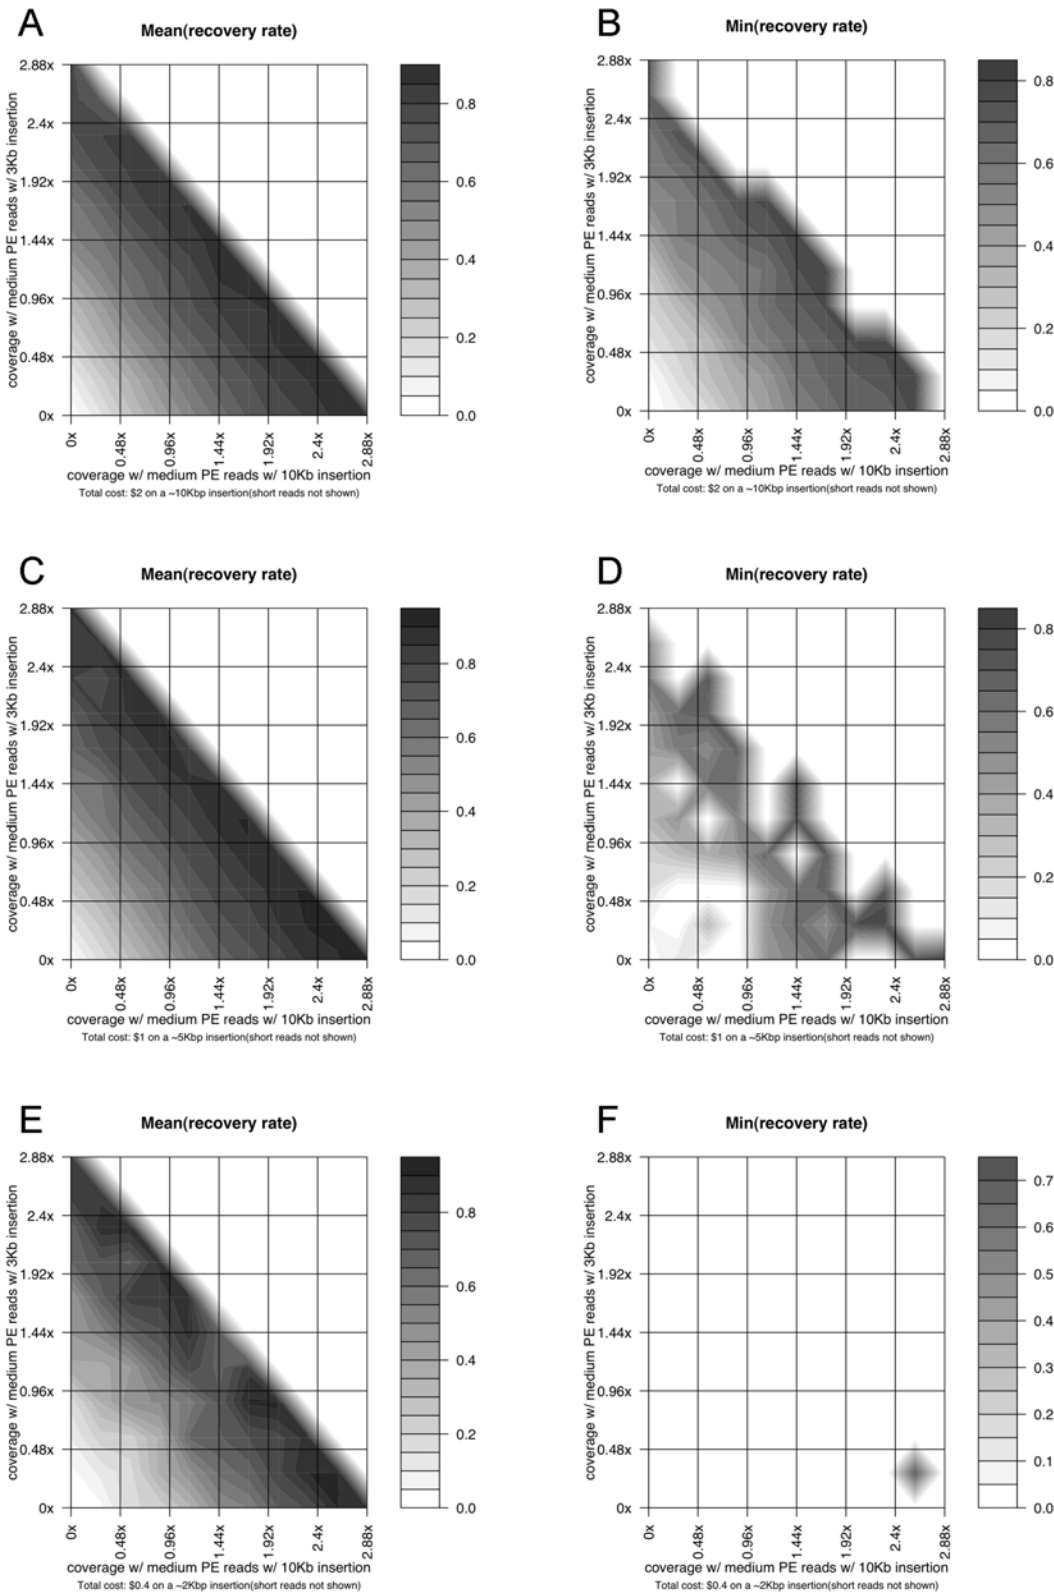 A
Mean(recovery rate)
coverage w/ medium PE reads w/ 3Kb insertion
2.88x
2.4x
1.92x
1.44x
0.96x
0.48x
0x
0x
0.48x
0.96x
1.44x
1.92x
2.4x
2.88x
coverage w/ medium PE reads w/ 10Kb insertion
Total cost: $2 on a ~10Kbp insertion(short reads not shown)
0.8
0.6
0.4
0.2
0.0
B
Min(recovery rate)
coverage w/ medium PE reads w/ 3Kb insertion
2.88x
2.4x
1.92x
1.44x
0.96x
0.48x
0x
0x
0.48x
0.96x
1.44x
1.92x
2.4x
2.88x
coverage w/ medium PE reads w/ 10Kb insertion
Total cost: $2 on a ~10Kbp insertion(short reads not shown)
0.8
0.6
0.4
0.2
0.0
C
Mean(recovery rate)
coverage w/ medium PE reads w/ 3Kb insertion
2.88x
2.4x
1.92x
1.44x
0.96x
0.48x
0x
0x
0.48x
0.96x
1.44x
1.92x
2.4x
2.88x
coverage w/ medium PE reads w/ 10Kb insertion
Total cost: $1 on a ~5Kbp insertion(short reads not shown)
0.8
0.6
0.4
0.2
0.0
D
Min(recovery rate)
coverage w/ medium PE reads w/ 3Kb insertion
2.88x
2.4x
1.92x
1.44x
0.96x
0.48x
0x
0x
0.48x
0.96x
1.44x
1.92x
2.4x
2.88x
coverage w/ medium PE reads w/ 10Kb insertion
Total cost: $1 on a ~5Kbp insertion(short reads not shown)
0.8
0.6
0.4
0.2
0.0
E
Mean(recovery rate)
coverage w/ medium PE reads w/ 3Kb insertion
2.88x
2.4x
1.92x
1.44x
0.96x
0.48x
0x
0x
0.48x
0.96x
1.44x
1.92x
2.4x
2.88x
coverage w/ medium PE reads w/ 10Kb insertion
Total cost: $0.4 on a ~2Kbp insertion(short reads not shown)
0.8
0.6
0.4
0.2
0.0
F
Min(recovery rate)
coverage w/ medium PE reads w/ 3Kb insertion
2.88x
2.4x
1.92x
1.44x
0.96x
0.48x
0x
0x
0.48x
0.96x
1.44x
1.92x
2.4x
2.88x
coverage w/ medium PE reads w/ 10Kb insertion
Total cost: $0.4 on a ~2Kbp insertion(short reads not shown)
0.7
0.6
0.5
0.4
0.3
0.2
0.1
0.0